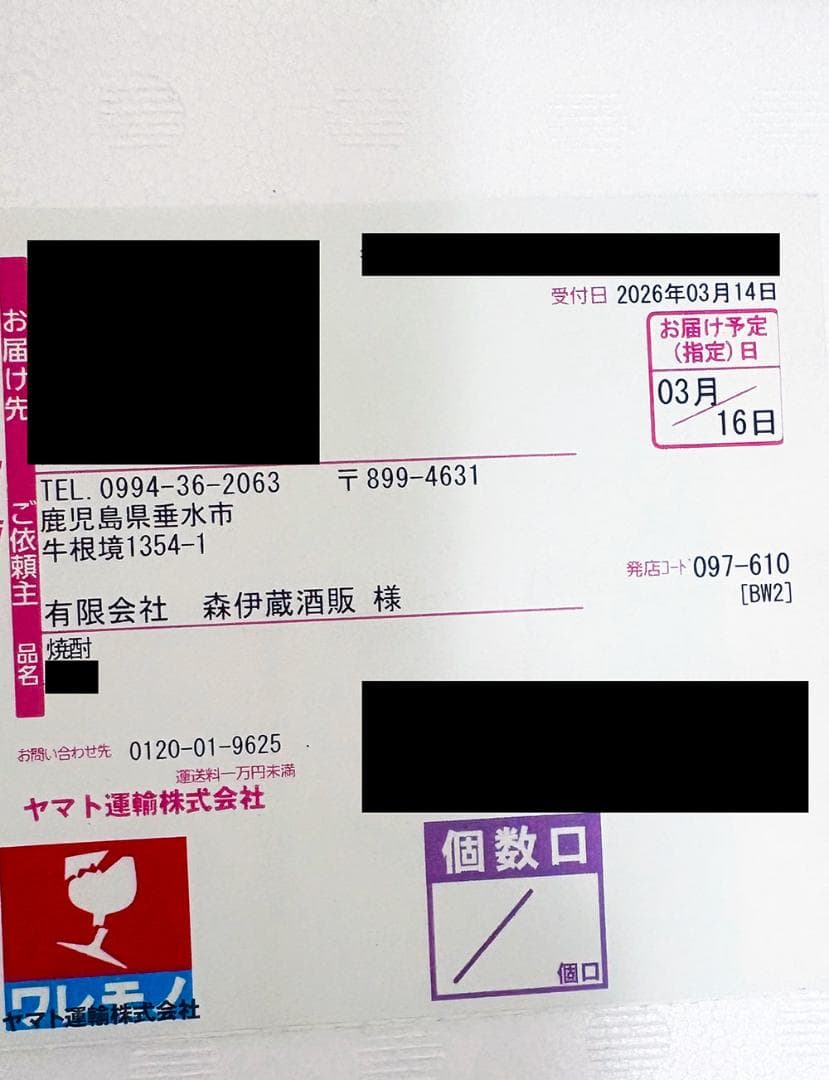 受付日 2026年03月14日
お届け予定
(指定)日
03月
16日
お届け先
TEL.0994-36-2063 〒899-4631
鹿児島県垂水市
牛根境1354-1
ご依頼主
有限会社 森伊蔵酒販 様
発店コード 097-610
[BW2]
品名
焼酎
お問い合わせ先 0120-01-9625
運送料一万円未満
ヤマト運輸株式会社
個数口
個口
ワレモノ
ヤマト運輸株式会社